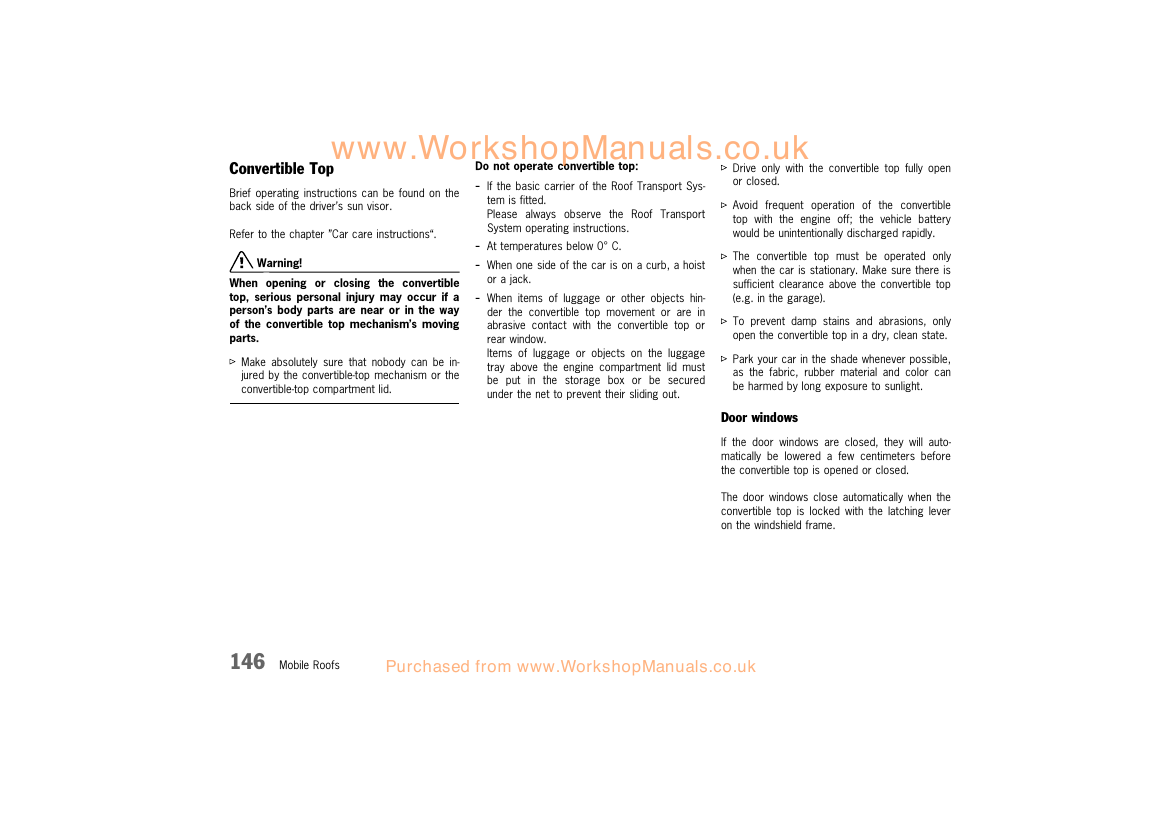 www.WorkshopManuals.co.uk
Convertible Top
Brief operating instructions can be found on the
back side of the driver's sun visor.
Refer to the chapter "Car care instructions“.
Warning!
When opening or closing the convertible
top, serious personal injury may occur if a
person's body parts are near or in the way
of the convertible top mechanism's moving
parts.
▷ Make absolutely sure that nobody can be in-
jured by the convertible-top mechanism or the
convertible-top compartment lid.
Do not operate convertible top:
– If the basic carrier of the Roof Transport Sys-
tem is fitted.
Please always observe the Roof Transport
System operating instructions.
– At temperatures below 0° C.
– When one side of the car is on a curb, a hoist
or a jack.
– When items of luggage or other objects hin-
der the convertible top movement or are in
abrasive contact with the convertible top or
rear window.
Items of luggage or objects on the luggage
tray above the engine compartment lid must
be put in the storage box or be secured
under the net to prevent their sliding out.
▷ Drive only with the convertible top fully open
or closed.
▷ Avoid frequent operation of the convertible
top with the engine off; the vehicle battery
would be unintentionally discharged rapidly.
▷ The convertible top must be operated only
when the car is stationary. Make sure there is
sufficient clearance above the convertible top
(e.g. in the garage).
▷ To prevent damp stains and abrasions, only
open the convertible top in a dry, clean state.
▷ Park your car in the shade whenever possible,
as the fabric, rubber material and color can
be harmed by long exposure to sunlight.
Door windows
If the door windows are closed, they will auto-
matically be lowered a few centimeters before
the convertible top is opened or closed.
The door windows close automatically when the
convertible top is locked with the latching lever
on the windshield frame.
146 Mobile Roofs
Purchased from www.WorkshopManuals.co.uk